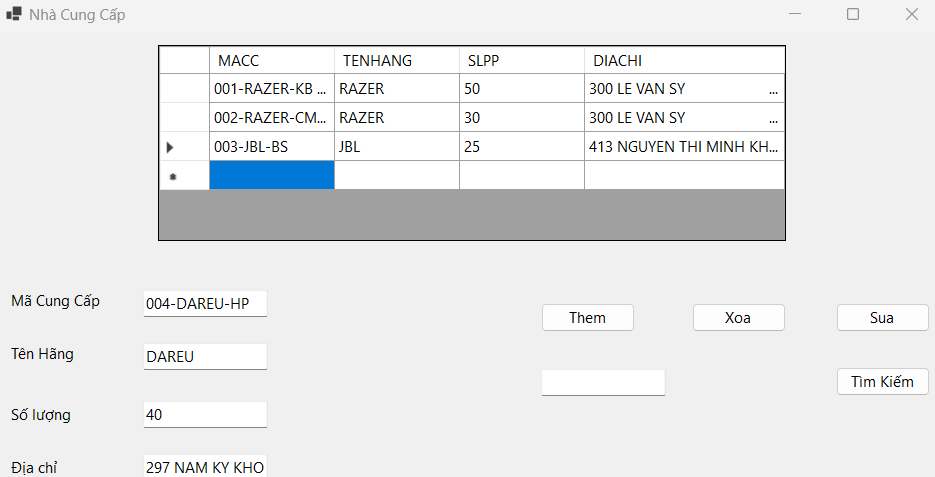 Nhà Cung Cấp
MACC TENHANG SLPP DIACHI
001-RAZER-KB ... RAZER 50 300 LE VAN SY ...
002-RAZER-CM... RAZER 30 300 LE VAN SY ...
003-JBL-BS JBL 25 413 NGUYEN THI MINH KH...
Mã Cung Cấp 004-DAREU-HP
Them Xoa Sua
Tên Hãng DAREU
Tìm Kiếm
Số lượng 40
Địa chỉ 297 NAM KY KHO